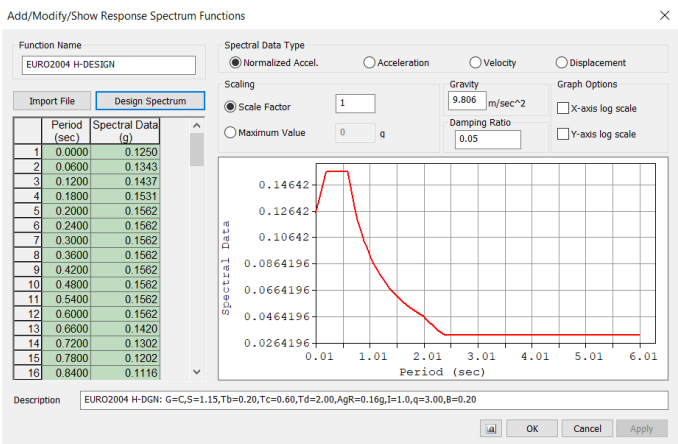 Add/Modify/Show Response Spectrum Functions
Function Name
EURO2004 H-DESIGN
Import File Design Spectrum
Spectral Data Type
Normalized Accel. Acceleration Velocity Displacement
Scaling
Scale Factor 1
Maximum Value 0 g
Gravity
9.806 m/sec^2
Damping Ratio
0.05
Graph Options
X-axis log scale
Y-axis log scale
Period (sec) Spectral Data (g)
1 0.0000 0.1250
2 0.0600 0.1343
3 0.1200 0.1437
4 0.1800 0.1531
5 0.2000 0.1562
6 0.2400 0.1562
7 0.3000 0.1562
8 0.3600 0.1562
9 0.4200 0.1562
10 0.4800 0.1562
11 0.5400 0.1562
12 0.6000 0.1562
13 0.6600 0.1420
14 0.7200 0.1302
15 0.7800 0.1202
16 0.8400 0.1116
Spectral Data
0.14642
0.12642
0.10642
0.0864196
0.0664196
0.0464196
0.0264196
0.01 1.01 2.01 3.01 4.01 5.01 6.01
Period (sec)
Description EURO2004 H-DGN: G=C,S=1.15,Tb=0.20,Tc=0.60,Td=2.00,AgR=0.16g,I=1.0,q=3.00,B=0.20
OK Cancel Apply